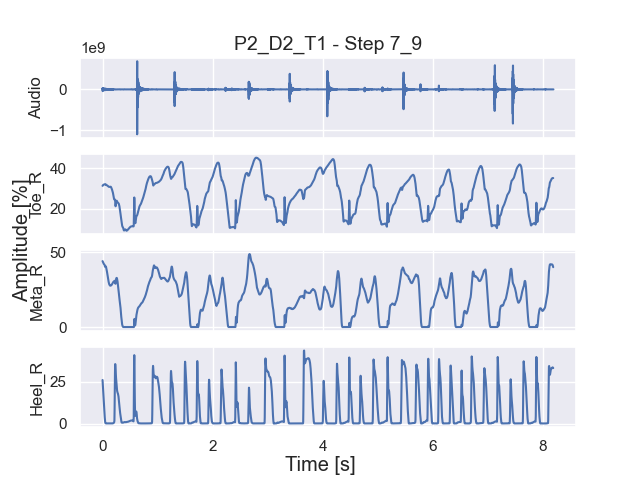 P2_D2_T1 - Step 7_9
1e9
Audio
0
−1
Toe_R
40
20
Amplitude [%]
Meta_R
50
0
Heel_R
25
0
0 2 4 6 8
Time [s]